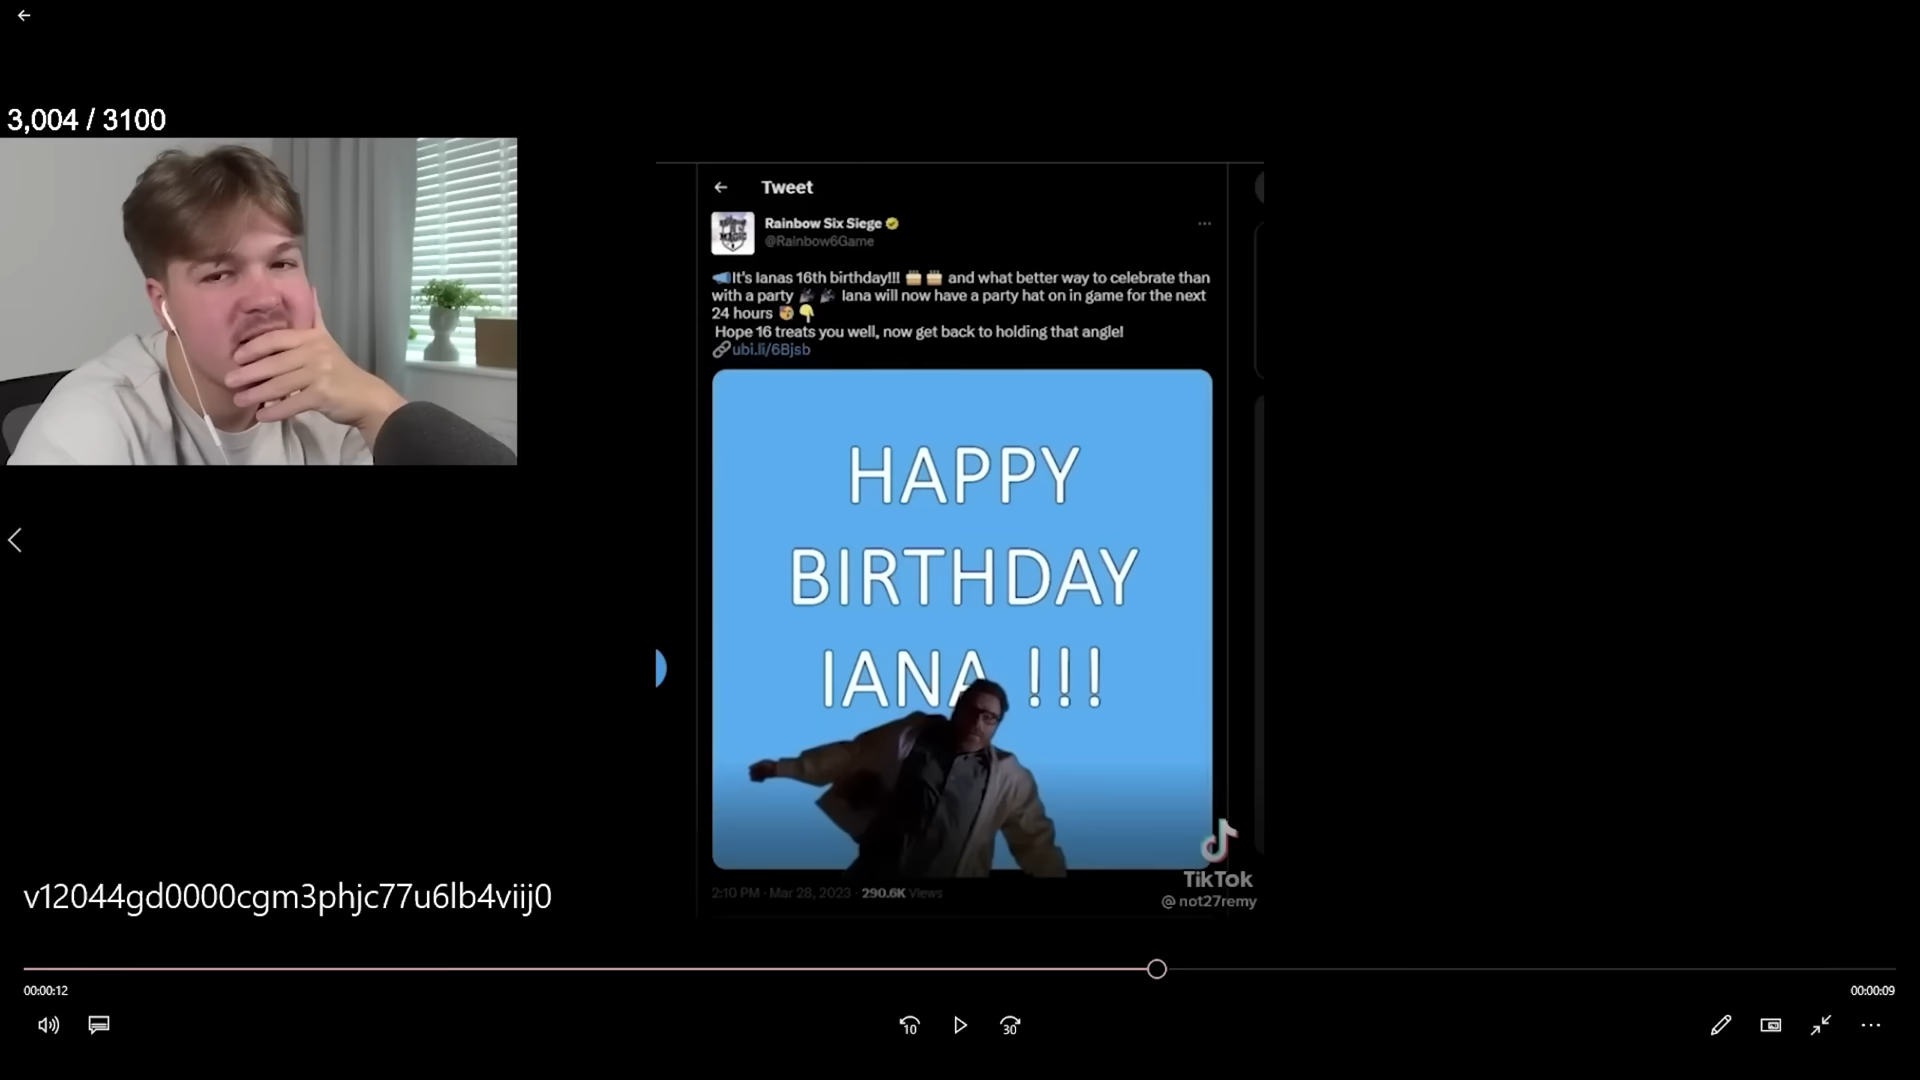 3,004 / 3100
Tweet
Rainbow Six Siege
@Rainbow6Game
It's Ianas 16th birthday!!! and what better way to celebrate than
with a party Iana will now have a party hat on in game for the next
24 hours
Hope 16 treats you well, now get back to holding that angle!
ubi.li/6Bjsb
HAPPY
BIRTHDAY
IANA !!!
2:10 PM · Mar 28, 2023 · 290.6K Views
TikTok
@not27remy
v12044gd0000cgm3phjc77u6lb4viij0
00:00:12
00:00:09
10
30